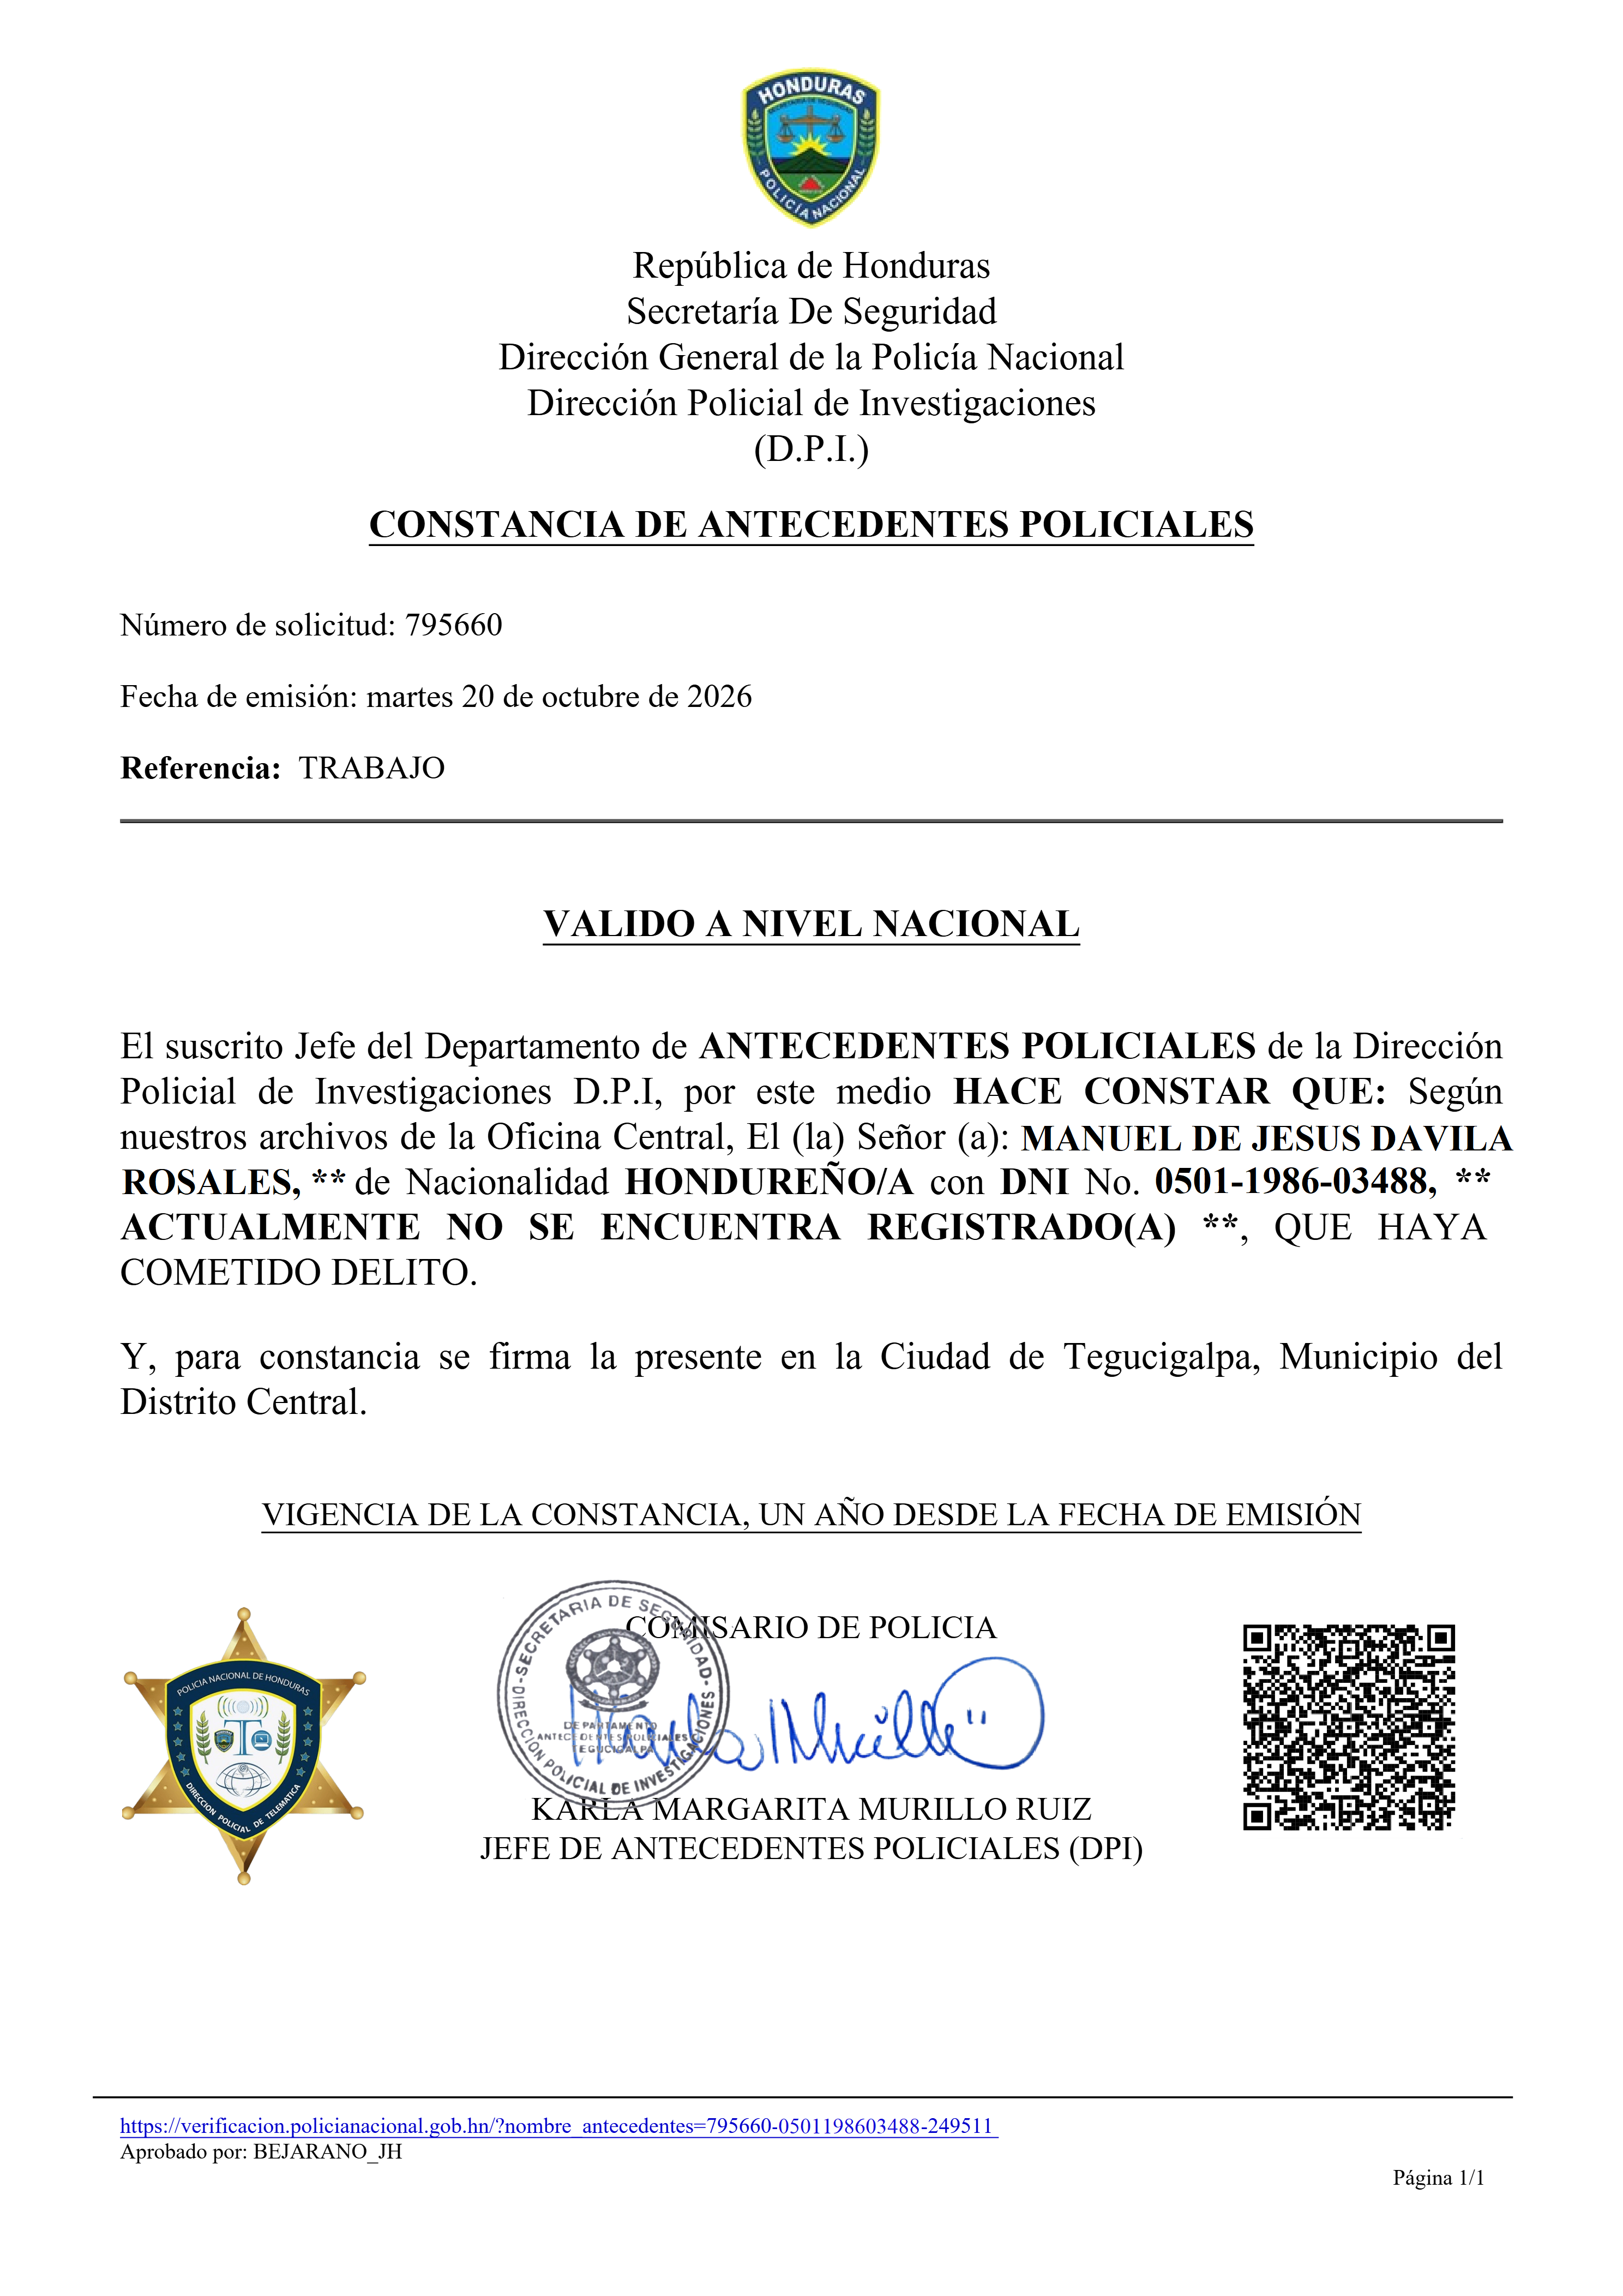 HONDURAS
POLICÍA NACIONAL
República de Honduras
Secretaría De Seguridad
Dirección General de la Policía Nacional
Dirección Policial de Investigaciones
(D.P.I.)
CONSTANCIA DE ANTECEDENTES POLICIALES
Número de solicitud: 795660
Fecha de emisión: martes 20 de octubre de 2026
Referencia: TRABAJO
VALIDO A NIVEL NACIONAL
El suscrito Jefe del Departamento de ANTECEDENTES POLICIALES de la Dirección
Policial de Investigaciones D.P.I, por este medio HACE CONSTAR QUE: Según
nuestros archivos de la Oficina Central, El (la) Señor (a): MANUEL DE JESUS DAVILA
ROSALES, ** de Nacionalidad HONDUREÑO/A con DNI No. 0501-1986-03488, **
ACTUALMENTE NO SE ENCUENTRA REGISTRADO(A) **, QUE HAYA
COMETIDO DELITO.
Y, para constancia se firma la presente en la Ciudad de Tegucigalpa, Municipio del
Distrito Central.
VIGENCIA DE LA CONSTANCIA, UN AÑO DESDE LA FECHA DE EMISIÓN
COMISARIO DE POLICIA
-SECRETARIA DE SEGURIDAD-
DEPARTAMENTO
ANTECEDENTES POLICIALES
TEGUCIGALPA
DIRECCION POLICIAL DE INVESTIGACIONES
POLICIA NACIONAL DE HONDURAS
T
DIRECCION POLICIAL DE TELEMATICA
KARLA MARGARITA MURILLO RUIZ
JEFE DE ANTECEDENTES POLICIALES (DPI)
https://verificacion.policianacional.gob.hn/?nombre_antecedentes=795660-0501198603488-249511
Aprobado por: BEJARANO_JH
Página 1/1